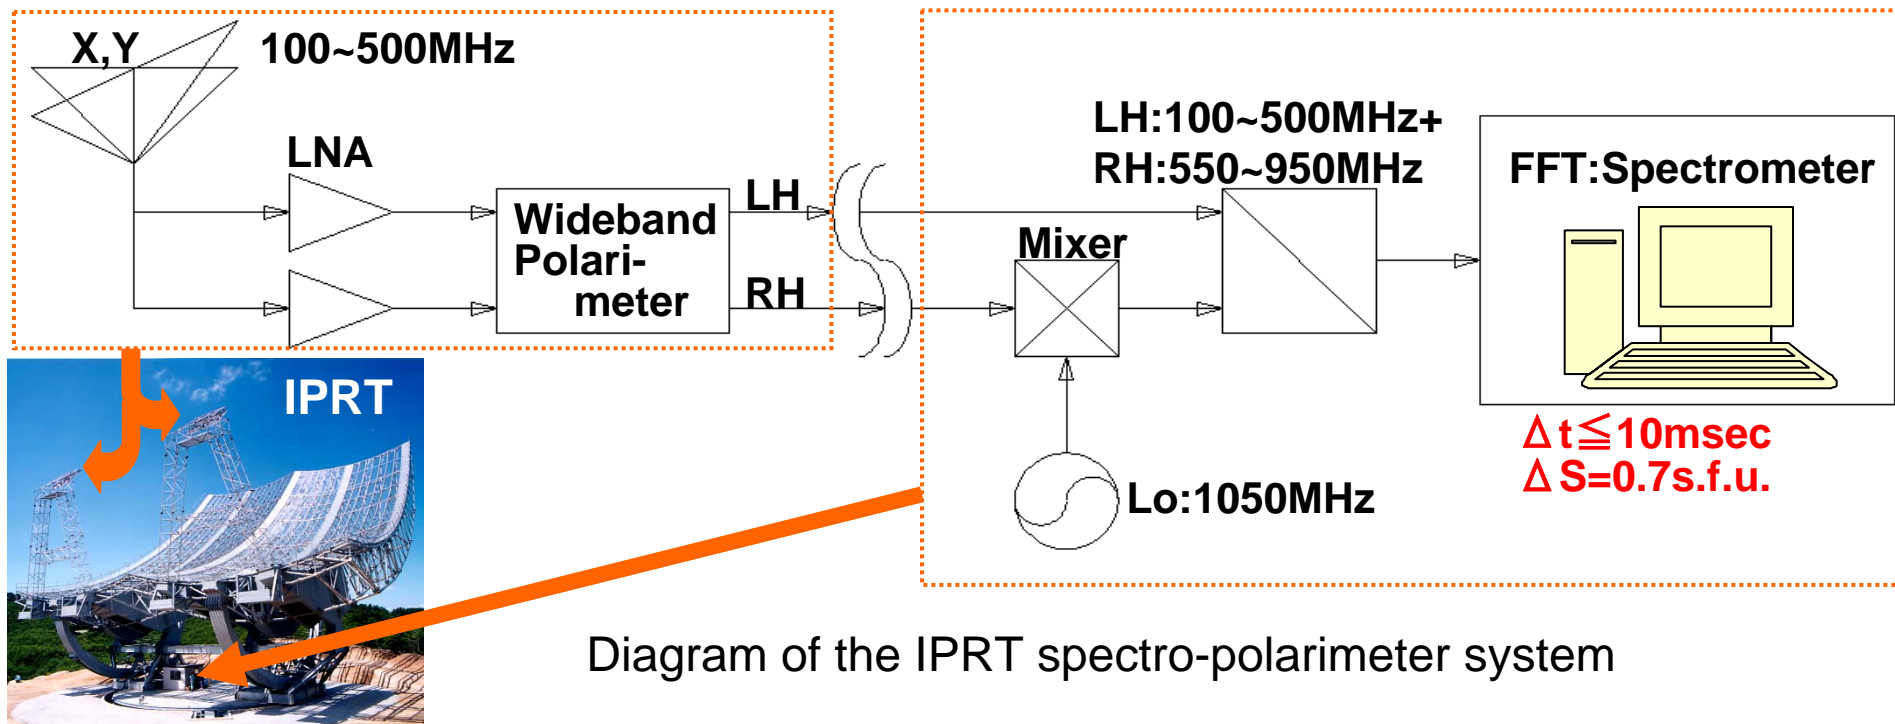 X,Y
100~500MHz
LNA
Wideband
Polari-
meter
LH
RH
LH:100~500MHz+
RH:550~950MHz
Mixer
Lo:1050MHz
FFT:Spectrometer
Δt≦10msec
ΔS=0.7s.f.u.
IPRT
Diagram of the IPRT spectro-polarimeter system